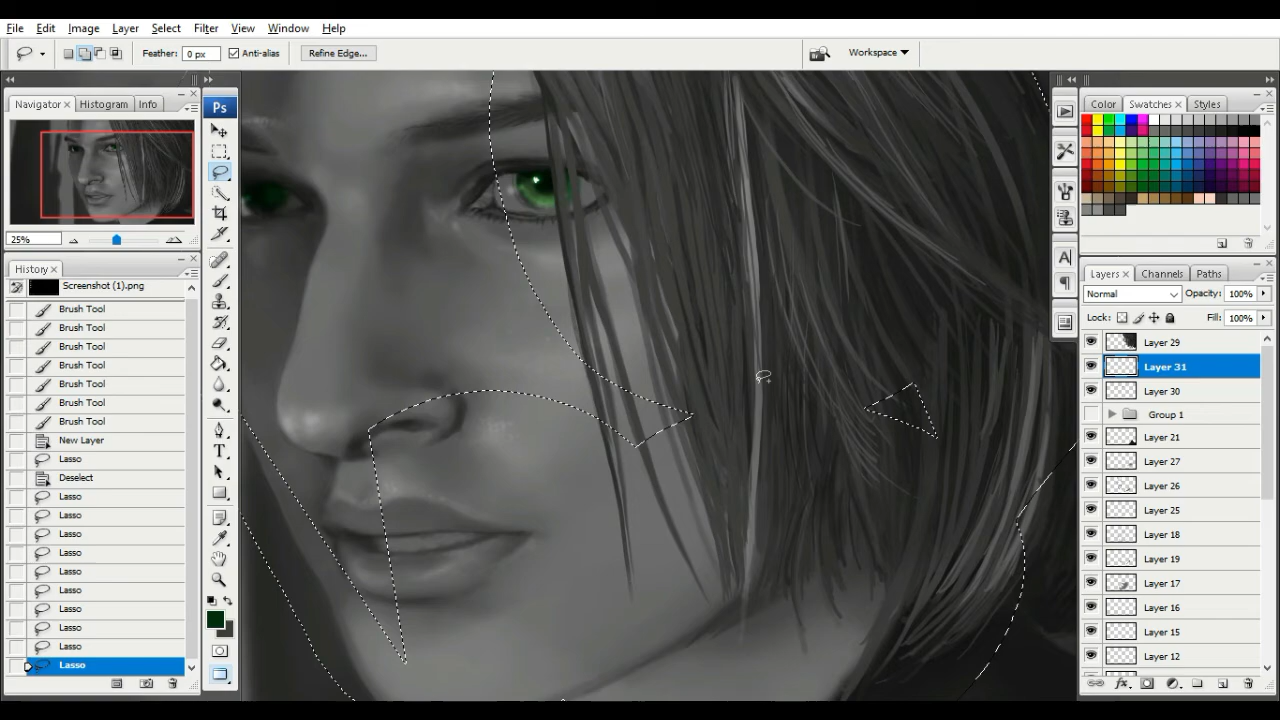 File Edit Image Layer Select Filter View Window Help
Feather: 0 px Anti-alias Refine Edge... Workspace
Navigator Histogram Info
25%
History
Screenshot (1).png
Brush Tool
Brush Tool
Brush Tool
Brush Tool
Brush Tool
Brush Tool
Brush Tool
New Layer
Lasso
Deselect
Lasso
Lasso
Lasso
Lasso
Lasso
Lasso
Lasso
Lasso
Lasso
Lasso
Ps
Color Swatches Styles
Layers Channels Paths
Normal Opacity: 100%
Lock: Fill: 100%
Layer 29
Layer 31
Layer 30
Group 1
Layer 21
Layer 27
Layer 26
Layer 25
Layer 18
Layer 19
Layer 17
Layer 16
Layer 15
Layer 12